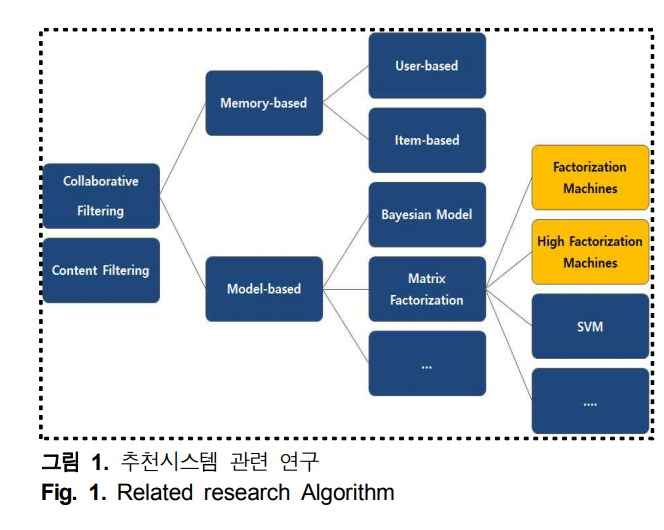 User-based
Memory-based
Item-based
Factorization
Machines
Collaborative
Filtering
Bayesian Model
High Factorization
Machines
Content Filtering
Model-based
Matrix
Factorization
SVM
...
....
그림 1. 추천시스템 관련 연구
Fig. 1. Related research Algorithm